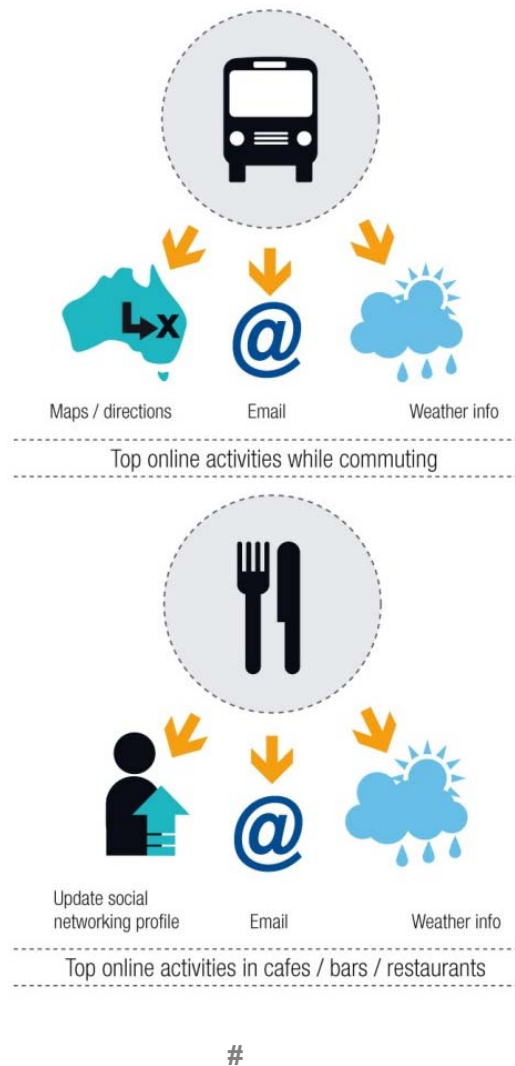 Maps / directions
Email
Weather info
Top online activities while commuting
Update social
networking profile
Email
Weather info
Top online activities in cafes / bars / restaurants
#